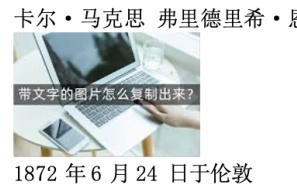 卡尔·马克思 弗里德里希·
带文字的图片怎么复制出来?
1872 年 6 月 24 日于伦敦